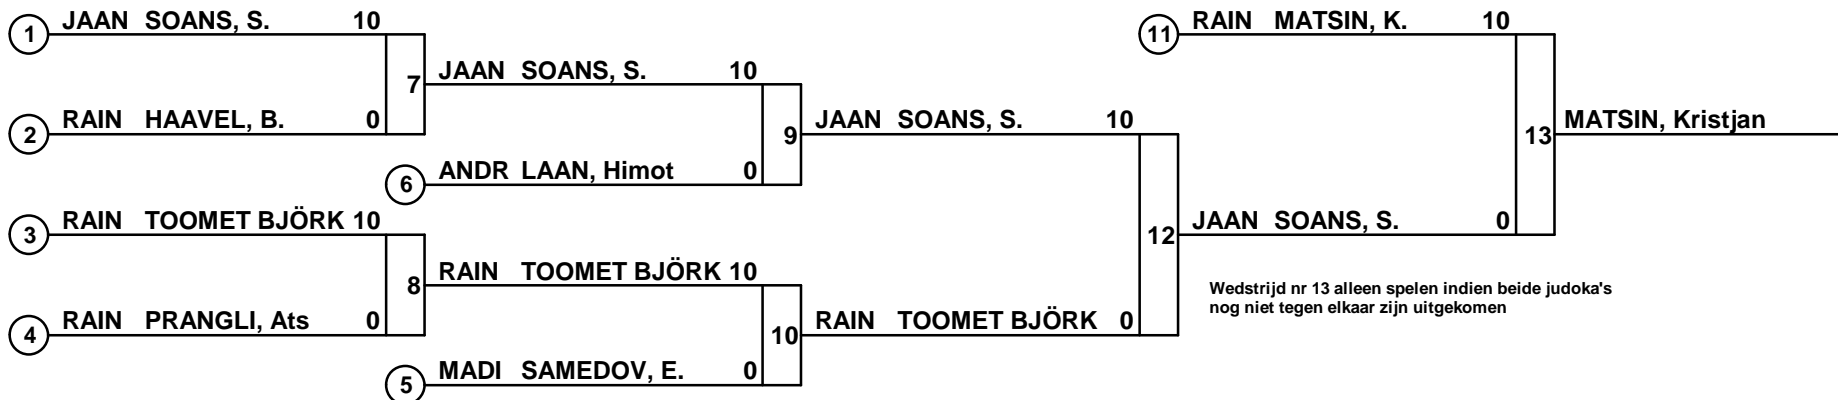 1 JAAN SOANS, S. 10
2 RAIN HAAVEL, B. 0
3 RAIN TOOMET BJÖRK 10
4 RAIN PRANGLI, Ats 0
7 JAAN SOANS, S. 10
6 ANDR LAAN, Himot 0
8 RAIN TOOMET BJÖRK 10
5 MADI SAMEDOV, E. 0
9 JAAN SOANS, S. 10
10 RAIN TOOMET BJÖRK 0
11 RAIN MATSIN, K. 10
12 JAAN SOANS, S. 0
Wedstrijd nr 13 alleen spelen indien beide judoka's
nog niet tegen elkaar zijn uitgekomen
13 MATSIN, Kristjan